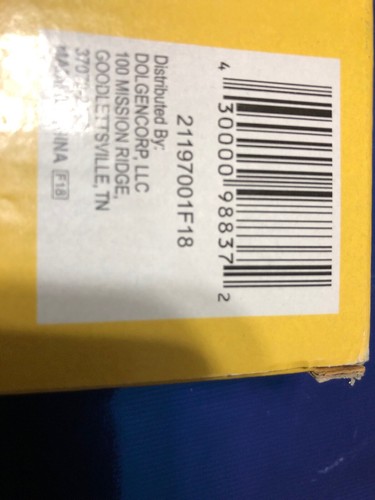 4 30000 98837 2
21197001F18
Distributed By:
DOLGENCORP, LLC
100 MISSION RIDGE,
GOODLETTSVILLE, TN
F18